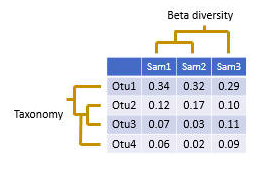 Beta diversity
Sam1 Sam2 Sam3
Otu1 0.34 0.32 0.29
Otu2 0.12 0.17 0.10
Taxonomy
Otu3 0.07 0.03 0.11
Otu4 0.06 0.02 0.09